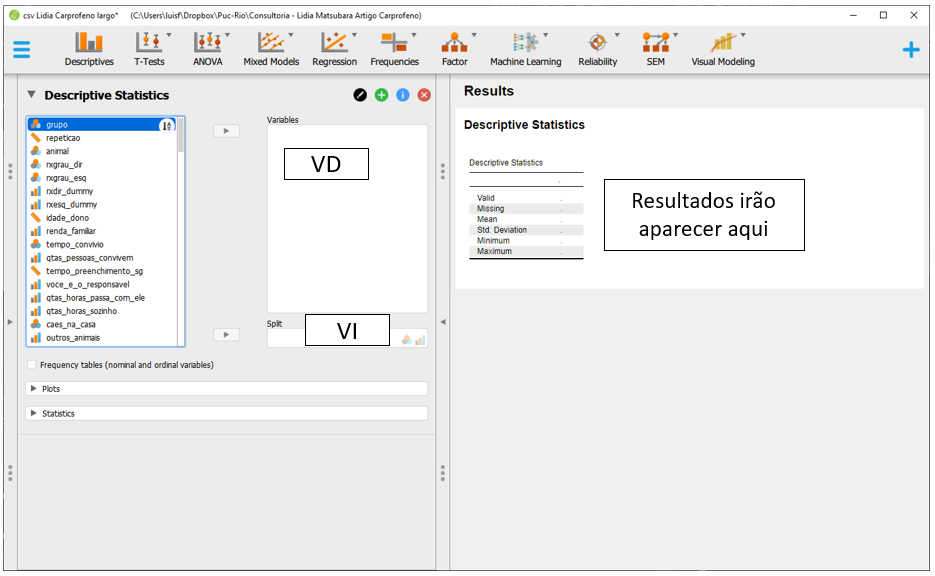 csv Lidia Carprofeno largo* (C:\Users\luisf\Dropbox\Puc-Rio\Consultoria - Lidia Matsubara Artigo Carprofeno)
Descriptives T-Tests ANOVA Mixed Models Regression Frequencies Factor Machine Learning Reliability SEM Visual Modeling
Descriptive Statistics
grupo
repeticao
animal
rxgrau_dir
rxgrau_esq
rxdir_dummy
rxesq_dummy
idade_dono
renda_familiar
tempo_convivio
qtas_pessoas_convivem
tempo_preenchimento_sg
voce_e_o_responsavel
qtas_horas_passa_com_ele
qtas_horas_sozinho
caes_na_casa
outros_animais
Variables
VD
Split
VI
Frequency tables (nominal and ordinal variables)
Plots
Statistics
Results
Descriptive Statistics
Descriptive Statistics
.
Valid .
Missing .
Mean .
Std. Deviation .
Minimum .
Maximum .
Resultados irão
aparecer aqui